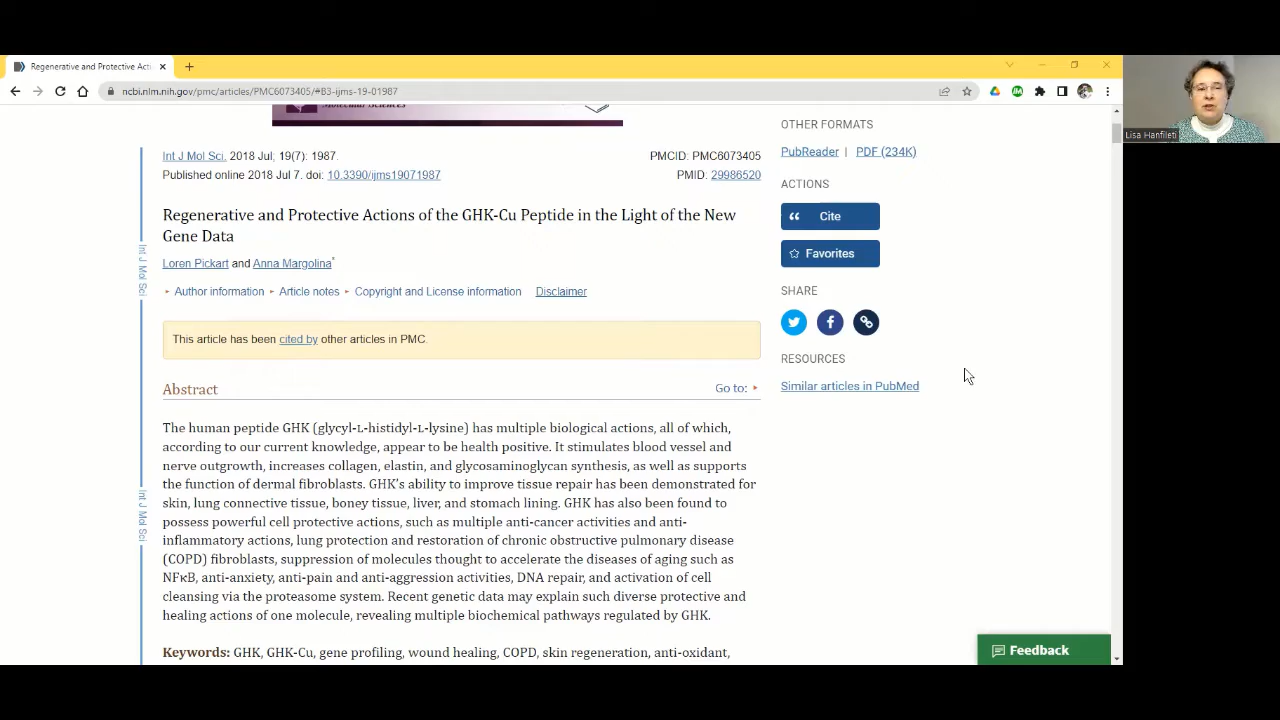 Regenerative and Protective Acti
ncbi.nlm.nih.gov/pmc/articles/PMC6073405/#B3-ijms-19-01987
Lisa Hanfileti
Molecular Sciences
Int J Mol Sci. 2018 Jul; 19(7): 1987.
PMCID: PMC6073405
Published online 2018 Jul 7. doi: 10.3390/ijms19071987
PMID: 29986520
Regenerative and Protective Actions of the GHK-Cu Peptide in the Light of the New
Gene Data
Loren Pickart and Anna Margolina*
Author information Article notes Copyright and License information Disclaimer
This article has been cited by other articles in PMC.
Abstract
Go to:
The human peptide GHK (glycyl-L-histidyl-L-lysine) has multiple biological actions, all of which,
according to our current knowledge, appear to be health positive. It stimulates blood vessel and
nerve outgrowth, increases collagen, elastin, and glycosaminoglycan synthesis, as well as supports
the function of dermal fibroblasts. GHK's ability to improve tissue repair has been demonstrated for
skin, lung connective tissue, boney tissue, liver, and stomach lining. GHK has also been found to
possess powerful cell protective actions, such as multiple anti-cancer activities and anti-
inflammatory actions, lung protection and restoration of chronic obstructive pulmonary disease
(COPD) fibroblasts, suppression of molecules thought to accelerate the diseases of aging such as
NFκB, anti-anxiety, anti-pain and anti-aggression activities, DNA repair, and activation of cell
cleansing via the proteasome system. Recent genetic data may explain such diverse protective and
healing actions of one molecule, revealing multiple biochemical pathways regulated by GHK.
Keywords: GHK, GHK-Cu, gene profiling, wound healing, COPD, skin regeneration, anti-oxidant,
Int J Mol Sci
Int J Mol Sci
OTHER FORMATS
PubReader | PDF (234K)
ACTIONS
Cite
Favorites
SHARE
RESOURCES
Similar articles in PubMed
Feedback